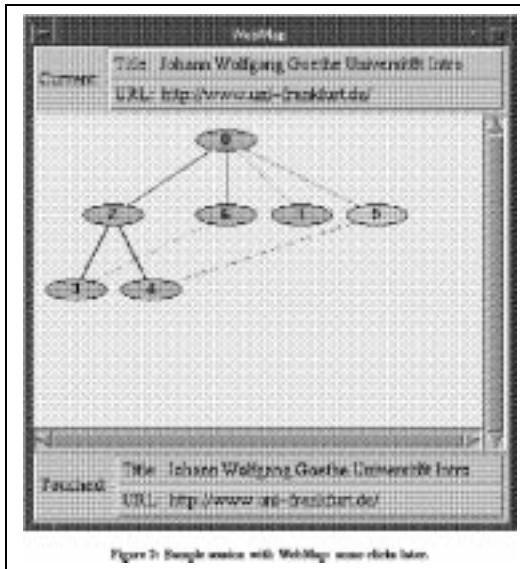 WebMap
Current:
Title: Johann Wolfgang Goethe Universität Intro
URL: http://www.uni-frankfurt.de/
0
2 6 1 5
3 4
Touched:
Title: Johann Wolfgang Goethe Universität Intro
URL: http://www.uni-frankfurt.de/
Figure 2: Sample session with WebMap: some clicks later.